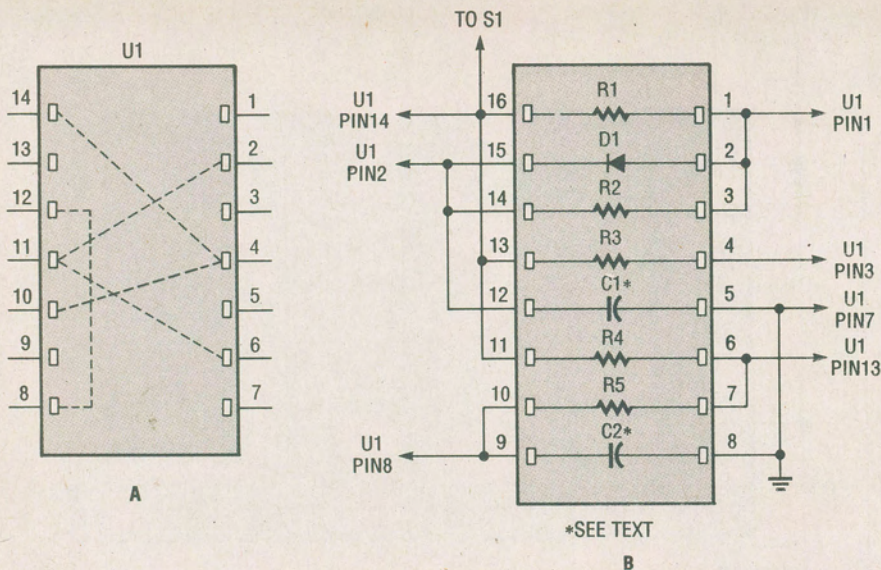 U1
14
13
12
11
10
9
8
1
2
3
4
5
6
7
A
TO S1
U1
PIN14
U1
PIN2
U1
PIN8
16
15
14
13
12
11
10
9
R1
D1
R2
R3
C1*
R4
R5
C2*
1
2
3
4
5
6
7
8
U1
PIN1
U1
PIN3
U1
PIN7
U1
PIN13
*SEE TEXT
B